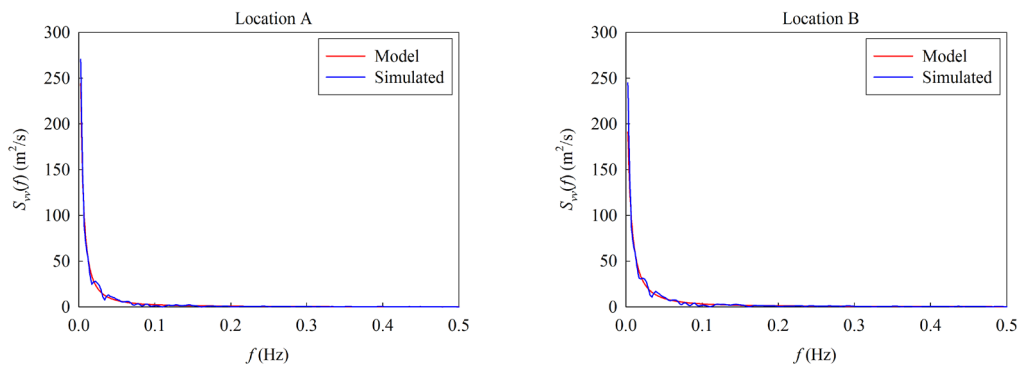 Location A
300
250
200
150
100
50
0
S_vv(f) (m²/s)
Model
Simulated
0.0 0.1 0.2 0.3 0.4 0.5
f (Hz)
Location B
300
250
200
150
100
50
0
S_vv(f) (m²/s)
Model
Simulated
0.0 0.1 0.2 0.3 0.4 0.5
f (Hz)